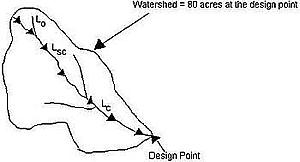 Watershed = 80 acres at the design point
Lo
Lsc
Lc
Design Point